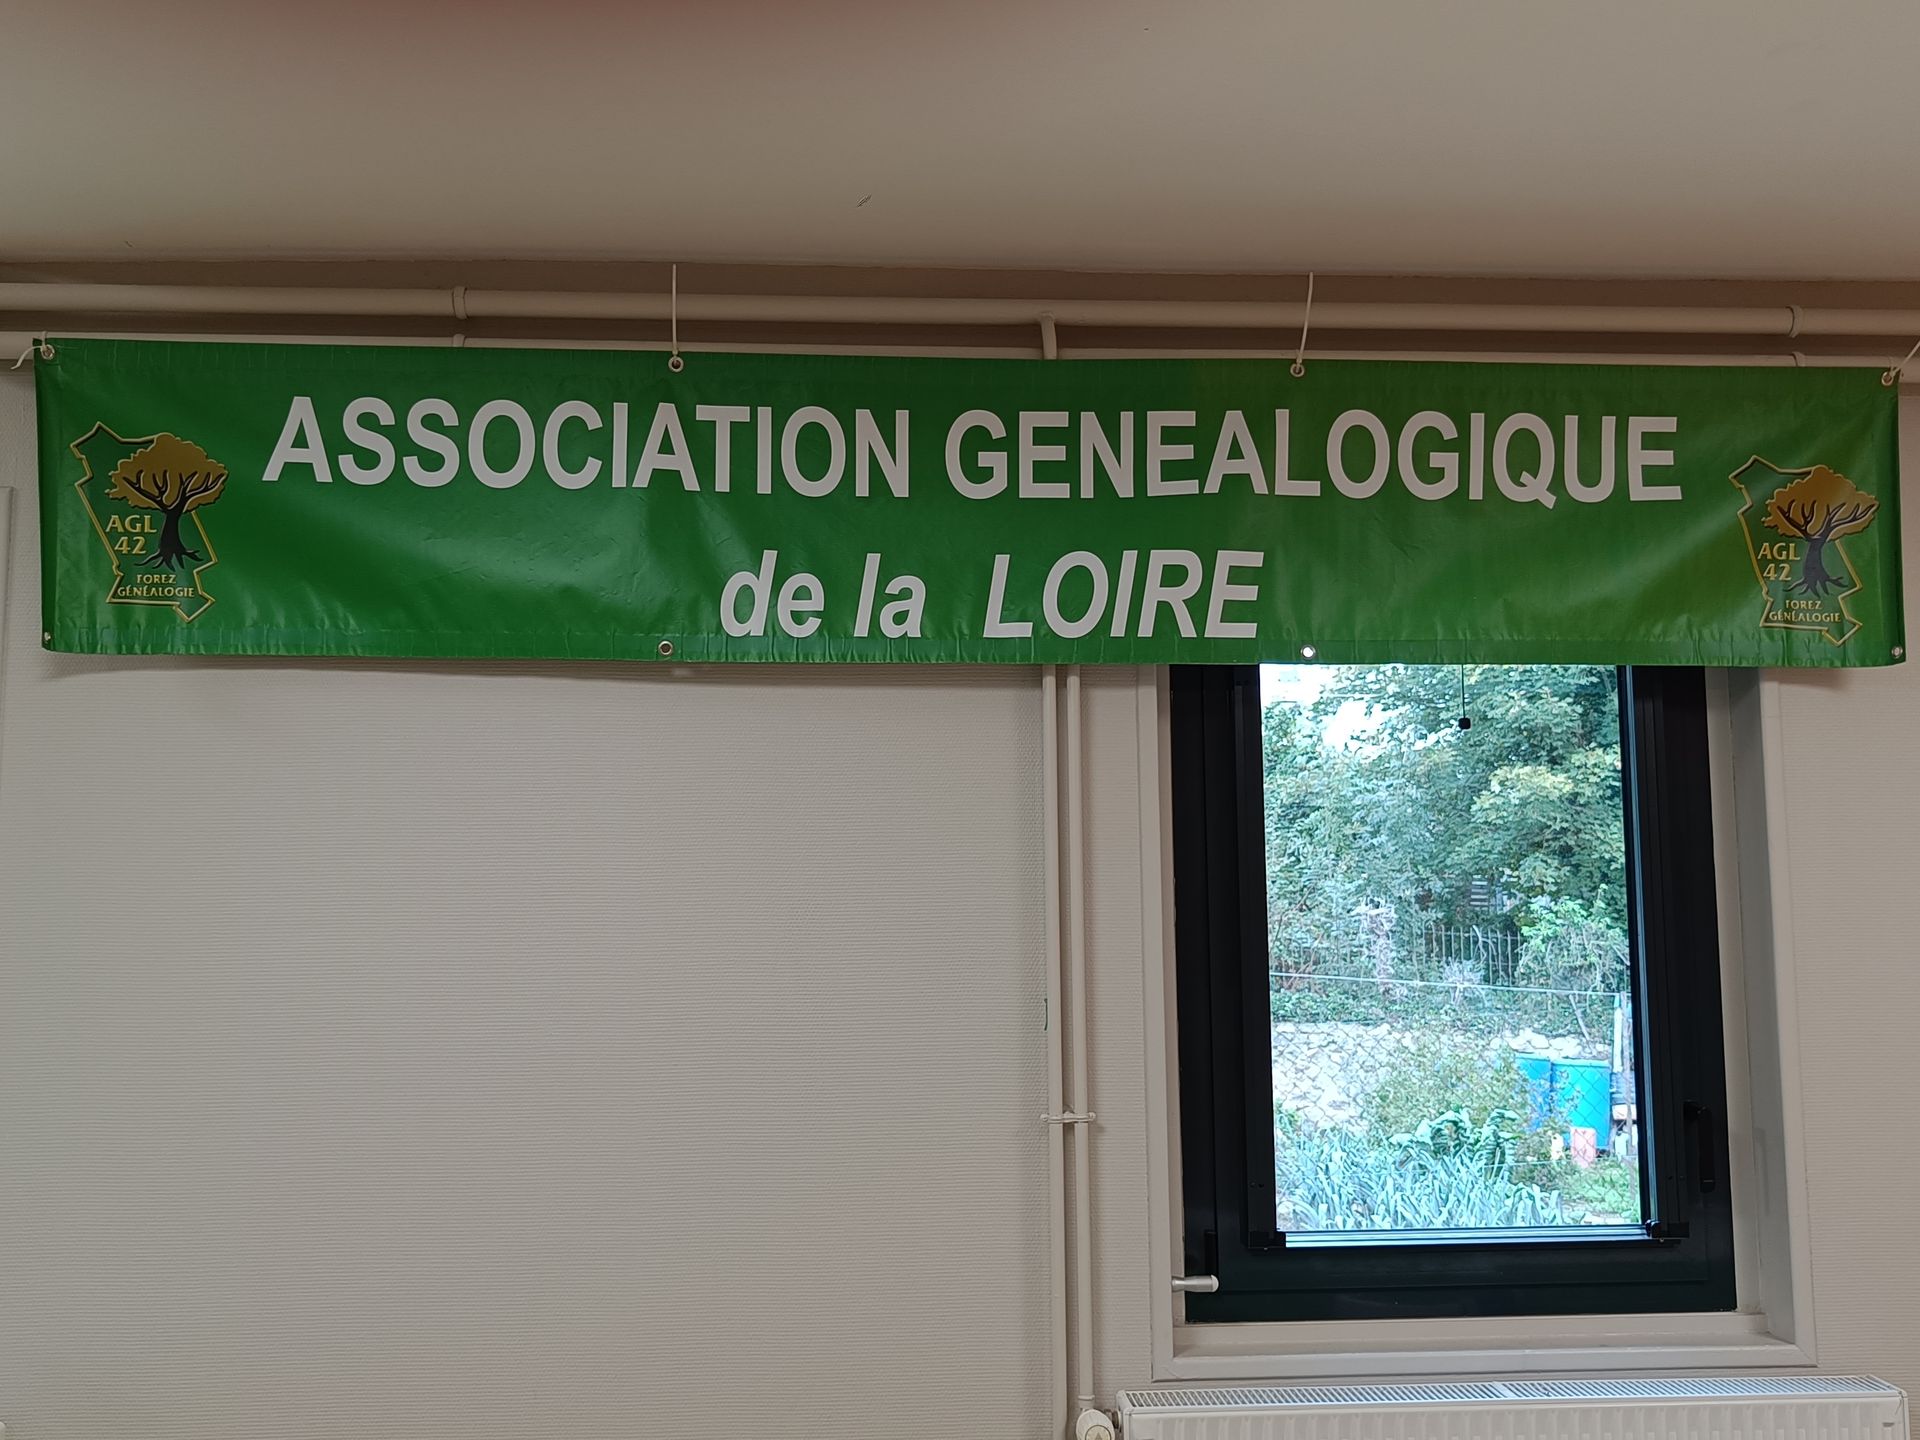 ASSOCIATION GENEALOGIQUE
de la LOIRE
AGL
42
FOREZ
GÉNÉALOGIE
AGL
42
FOREZ
GÉNÉALOGIE